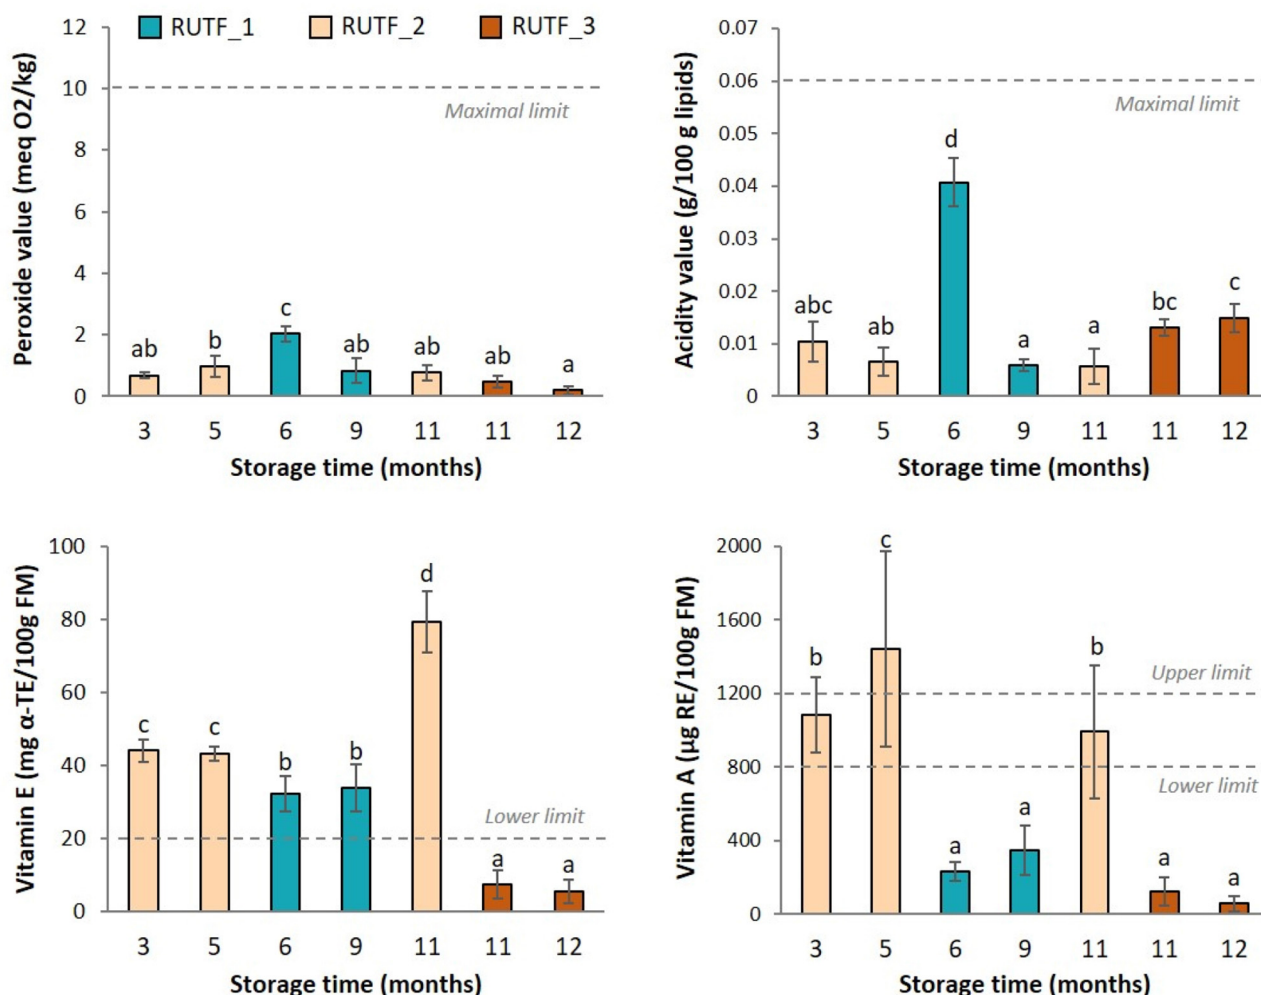 RUTF_1 RUTF_2 RUTF_3
Peroxide value (meq O2/kg)
12
10
8
6
4
2
0
Maximal limit
ab b c ab ab ab a
3 5 6 9 11 11 12
Storage time (months)
Acidity value (g/100 g lipids)
0.07
0.06
0.05
0.04
0.03
0.02
0.01
0
Maximal limit
abc ab d a a bc c
3 5 6 9 11 11 12
Storage time (months)
Vitamin E (mg α-TE/100g FM)
100
80
60
40
20
0
Lower limit
c c b b d a a
3 5 6 9 11 11 12
Storage time (months)
Vitamin A (µg RE/100g FM)
2000
1600
1200
800
400
0
Upper limit
Lower limit
b c a a b a a
3 5 6 9 11 11 12
Storage time (months)